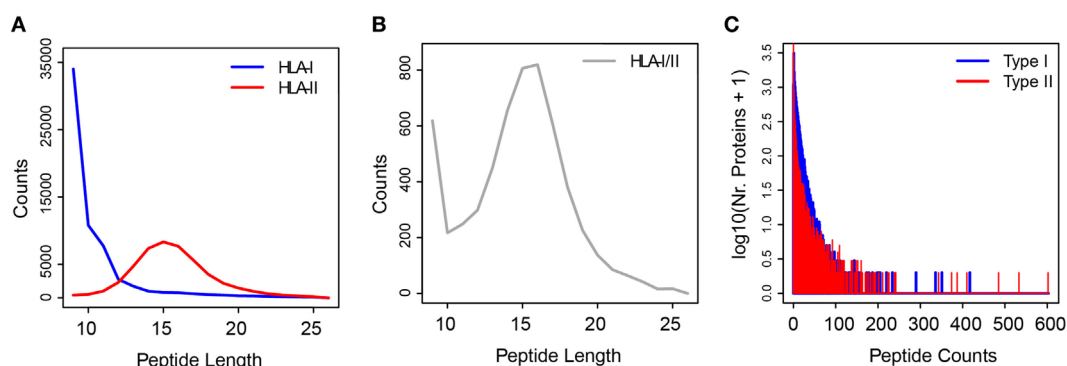 A
35000
25000
15000
5000
0
Counts
10
15
20
25
Peptide Length
HLA-I
HLA-II
B
800
600
400
200
0
Counts
10
15
20
25
Peptide Length
HLA-I/II
C
3.5
3.0
2.5
2.0
1.5
1.0
0.5
0.0
log10(Nr. Proteins + 1)
0
100
200
300
400
500
600
Peptide Counts
Type I
Type II